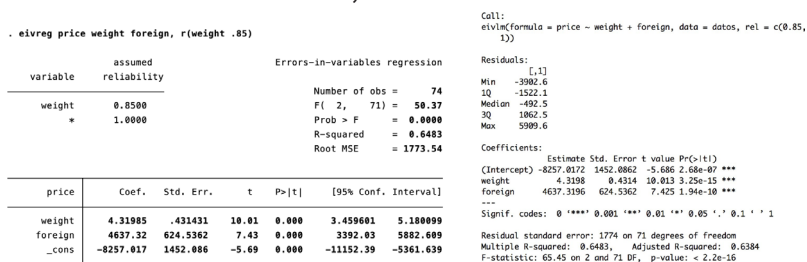 . eivreg price weight foreign, r(weight .85)
assumed Errors-in-variables regression
variable reliability
Number of obs = 74
weight 0.8500 F( 2, 71) = 50.37
* 1.0000 Prob > F = 0.0000
R-squared = 0.6483
Root MSE = 1773.54
price Coef. Std. Err. t P>|t| [95% Conf. Interval]
weight 4.31985 .431431 10.01 0.000 3.459601 5.180099
foreign 4637.32 624.5362 7.43 0.000 3392.03 5882.609
_cons -8257.017 1452.086 -5.69 0.000 -11152.39 -5361.639
Call:
eivlm(formula = price ~ weight + foreign, data = datos, rel = c(0.85,
1))
Residuals:
[,1]
Min -3902.6
1Q -1522.1
Median -492.5
3Q 1062.5
Max 5909.6
Coefficients:
Estimate Std. Error t value Pr(>|t|)
(Intercept) -8257.0172 1452.0862 -5.686 2.68e-07 ***
weight 4.3198 0.4314 10.013 3.25e-15 ***
foreign 4637.3196 624.5362 7.425 1.94e-10 ***
---
Signif. codes: 0 ‘***’ 0.001 ‘**’ 0.01 ‘*’ 0.05 ‘.’ 0.1 ‘ ’ 1
Residual standard error: 1774 on 71 degrees of freedom
Multiple R-squared: 0.6483, Adjusted R-squared: 0.6384
F-statistic: 65.45 on 2 and 71 DF, p-value: < 2.2e-16